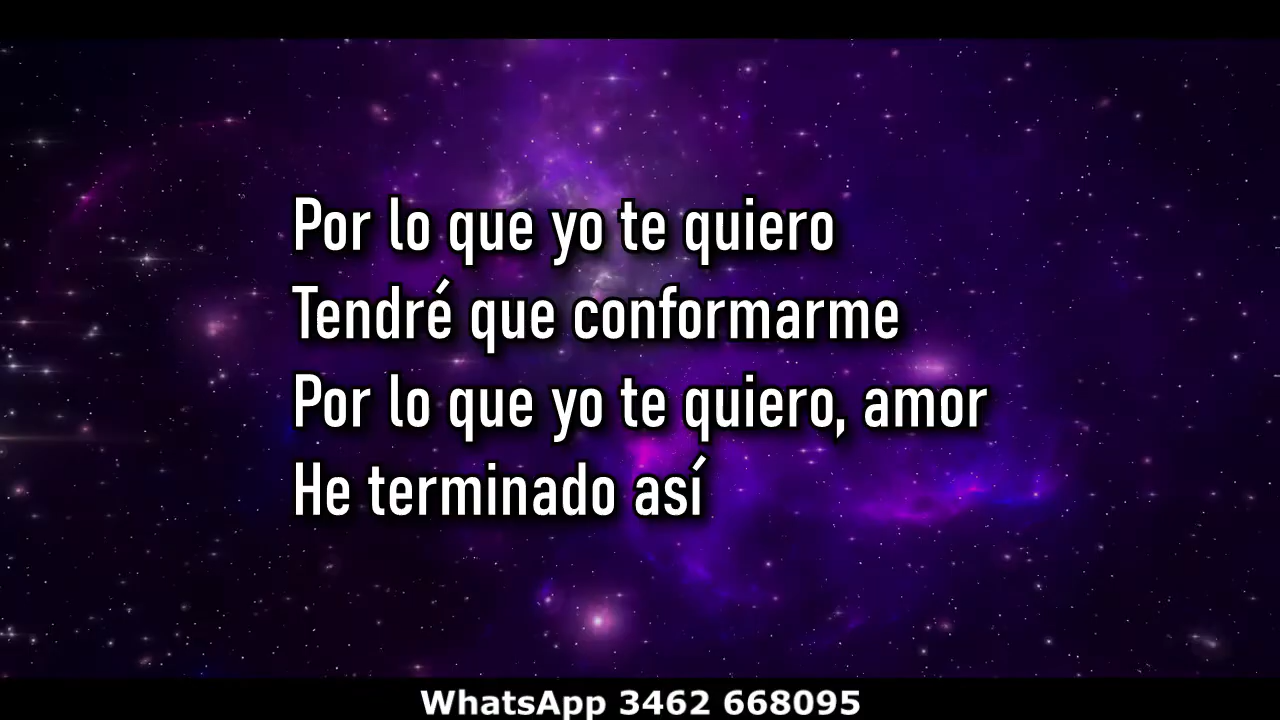 Por lo que yo te quiero
Tendré que conformarme
Por lo que yo te quiero, amor
He terminado así
WhatsApp 3462 668095